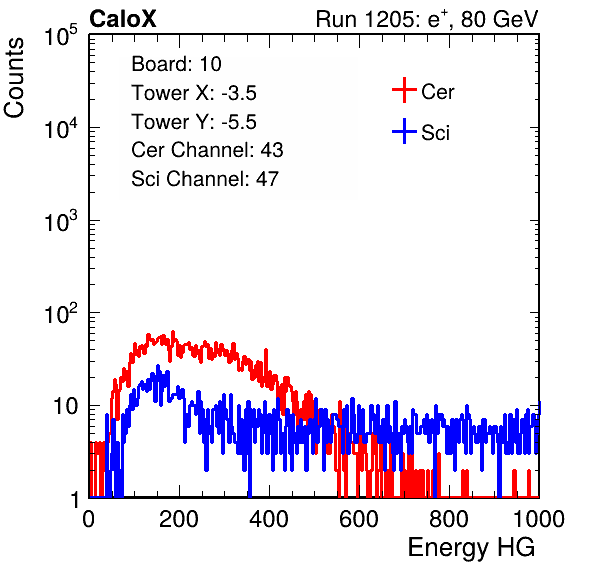 CaloX Run 1205: e⁺, 80 GeV
Counts
Board: 10
Tower X: -3.5
Tower Y: -5.5
Cer Channel: 43
Sci Channel: 47
Cer
Sci
10⁵
10⁴
10³
10²
10
1
0 200 400 600 800 1000
Energy HG